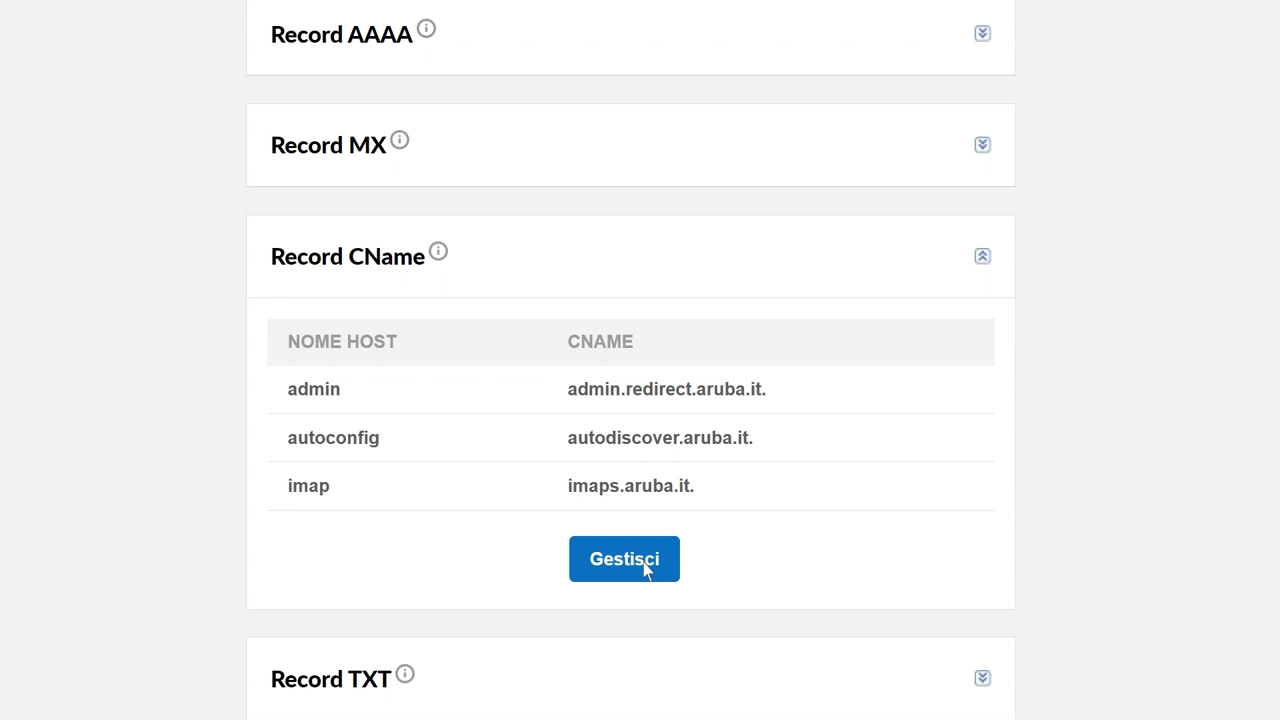 Record AAAA
Record MX
Record CName
NOME HOST CNAME
admin admin.redirect.aruba.it.
autoconfig autodiscover.aruba.it.
imap imaps.aruba.it.
Gestisci
Record TXT